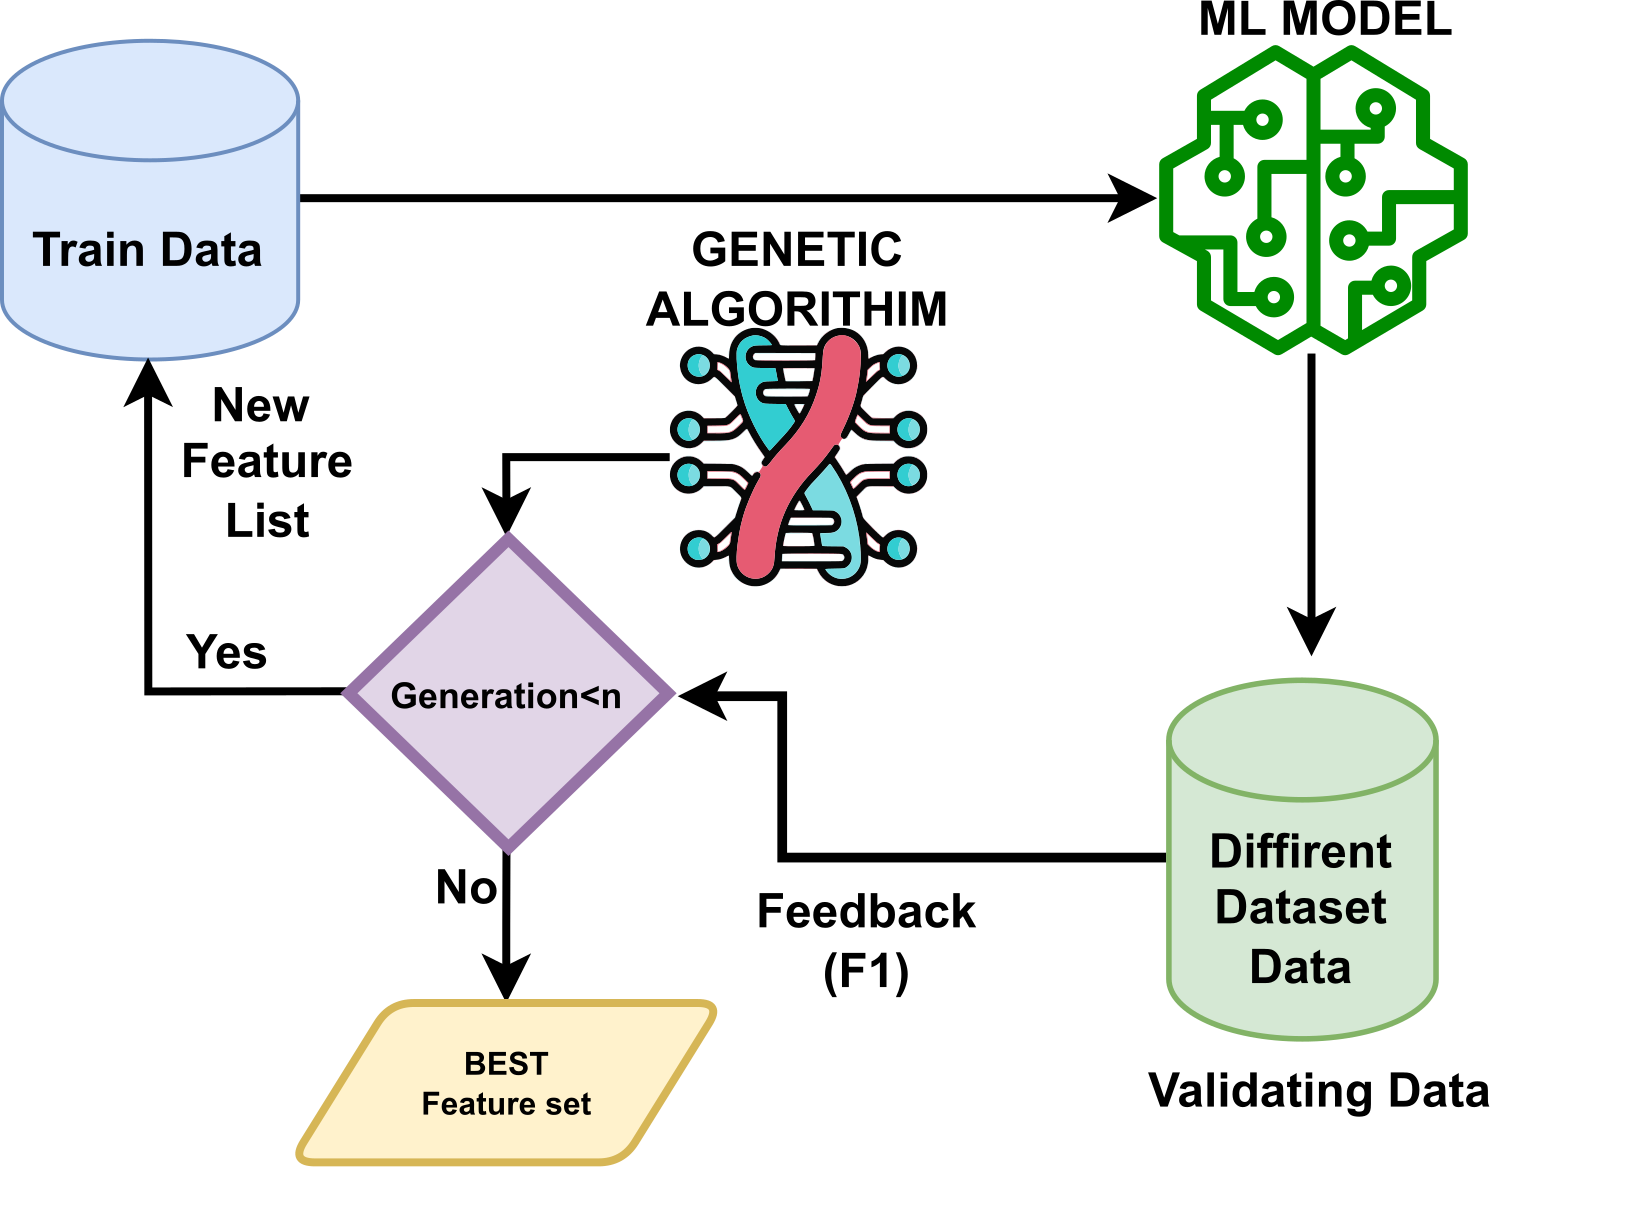 ML MODEL
Train Data
GENETIC
ALGORITHIM
New
Feature
List
Yes
Generation<n
No
Feedback
(F1)
Diffirent
Dataset
Data
Validating Data
BEST
Feature set